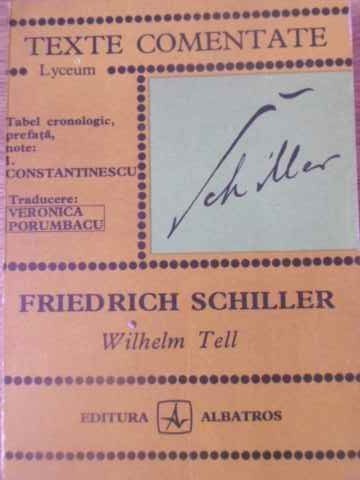 TEXTE COMENTATE
Lyceum
Tabel cronologic,
prefață,
note:
I.
CONSTANTINESCU
Traducere:
VERONICA
PORUMBACU
Schiller
FRIEDRICH SCHILLER
Wilhelm Tell
EDITURA ALBATROS